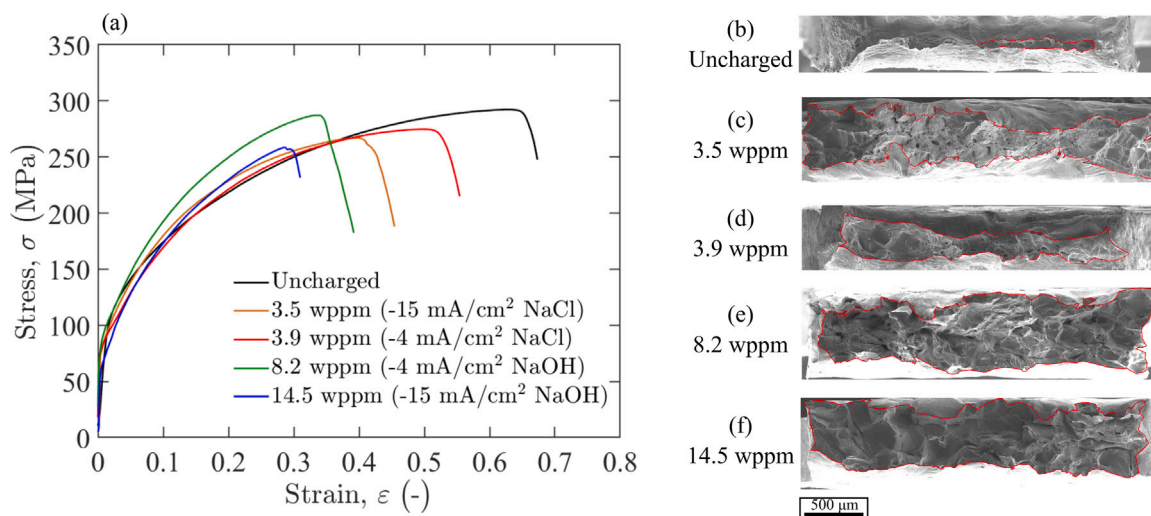 (a)
350
300
250
200
150
100
50
0
Stress, σ (MPa)
Uncharged
3.5 wppm (-15 mA/cm² NaCl)
3.9 wppm (-4 mA/cm² NaCl)
8.2 wppm (-4 mA/cm² NaOH)
14.5 wppm (-15 mA/cm² NaOH)
0 0.1 0.2 0.3 0.4 0.5 0.6 0.7 0.8
Strain, ε (-)
(b)
Uncharged
(c)
3.5 wppm
(d)
3.9 wppm
(e)
8.2 wppm
(f)
14.5 wppm
500 μm